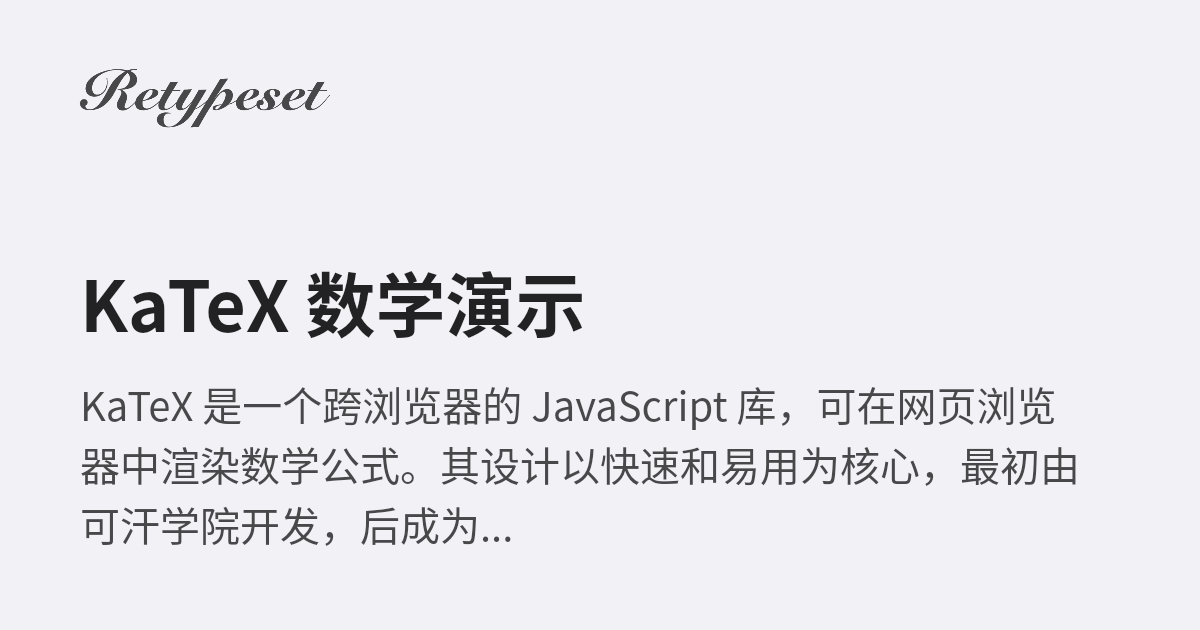 Retypeset
KaTeX 数学演示
KaTeX 是一个跨浏览器的 JavaScript 库，可在网页浏览
器中渲染数学公式。其设计以快速和易用为核心，最初由
可汗学院开发，后成为...